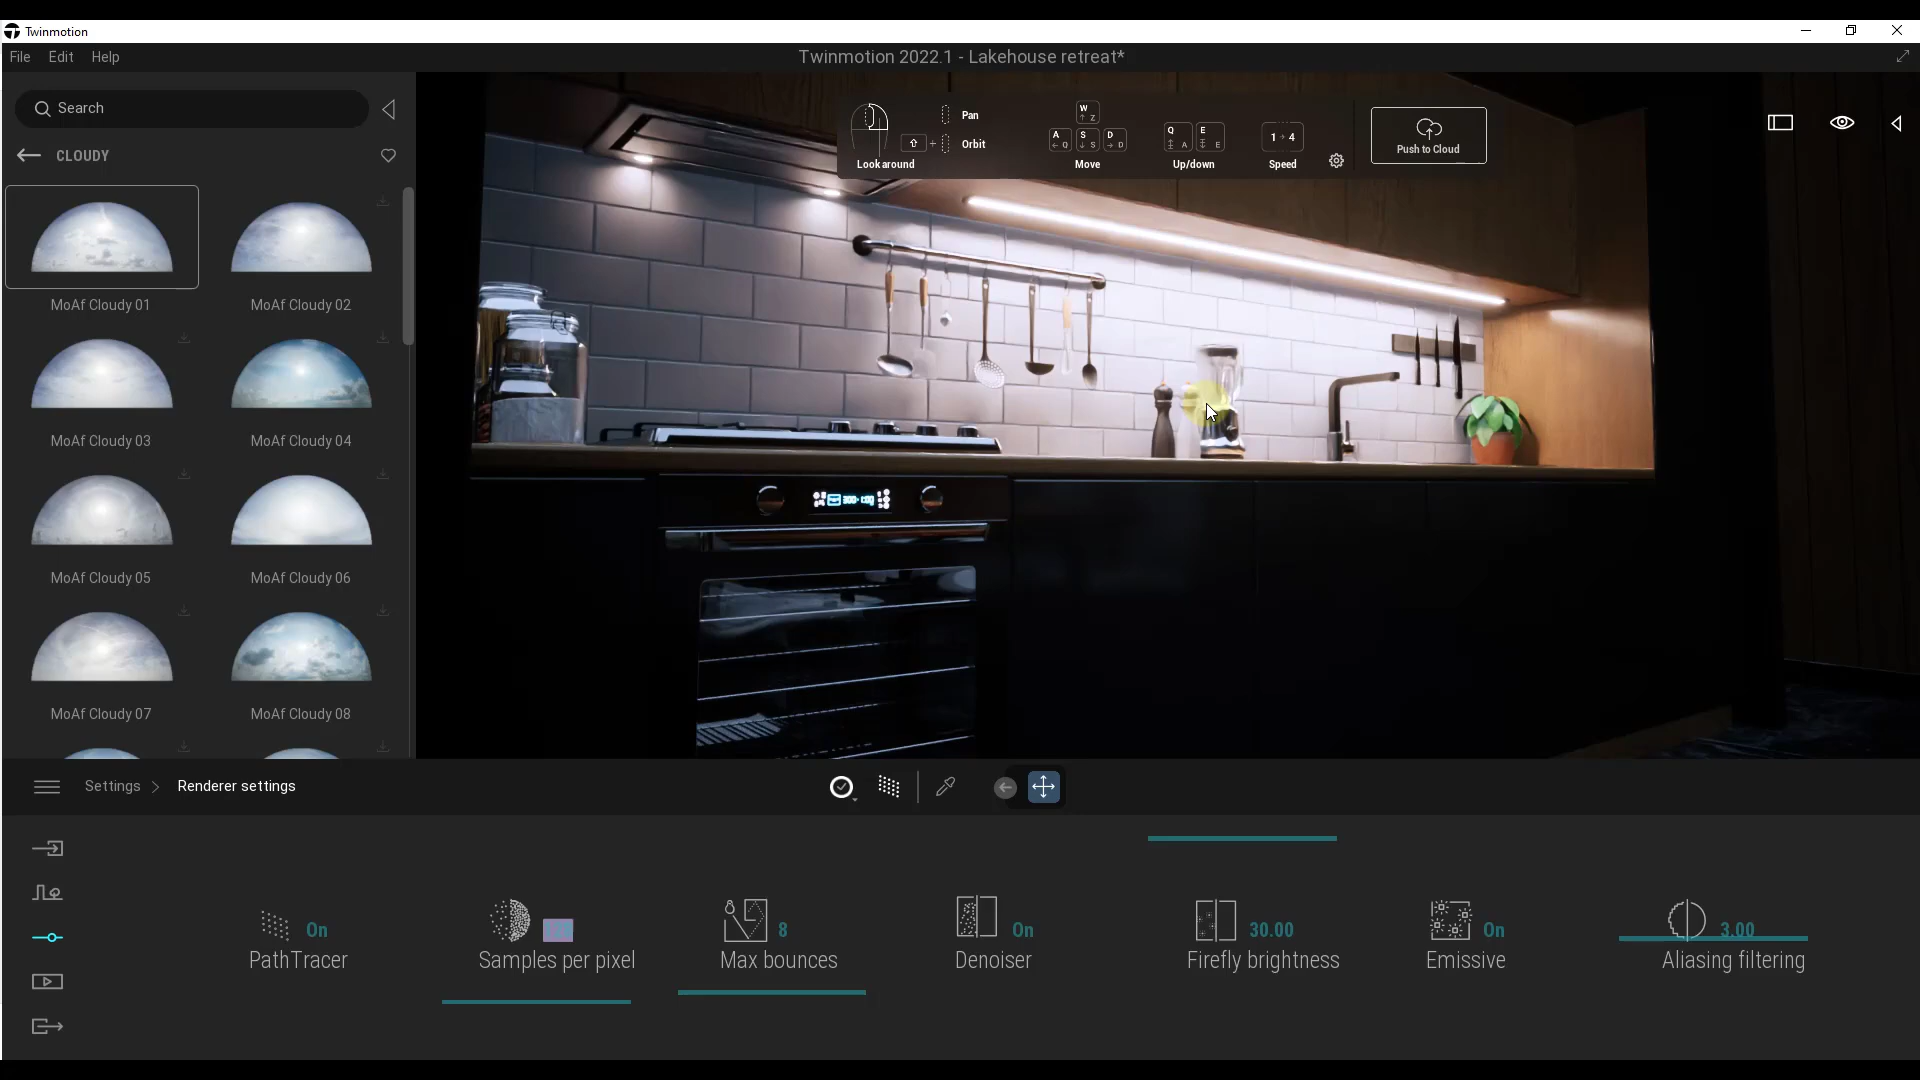 Twinmotion
File Edit Help
Twinmotion 2022.1 - Lakehouse retreat*
Search
CLOUDY
MoAf Cloudy 01
MoAf Cloudy 02
MoAf Cloudy 03
MoAf Cloudy 04
MoAf Cloudy 05
MoAf Cloudy 06
MoAf Cloudy 07
MoAf Cloudy 08
Pan
+ Orbit
Look around
W
Z
A S D
Q S D
Move
Q E
A E
Up/down
1 4
Speed
Push to Cloud
Settings > Renderer settings
On
PathTracer
Samples per pixel
8
Max bounces
On
Denoiser
30.00
Firefly brightness
On
Emissive
3.00
Aliasing filtering